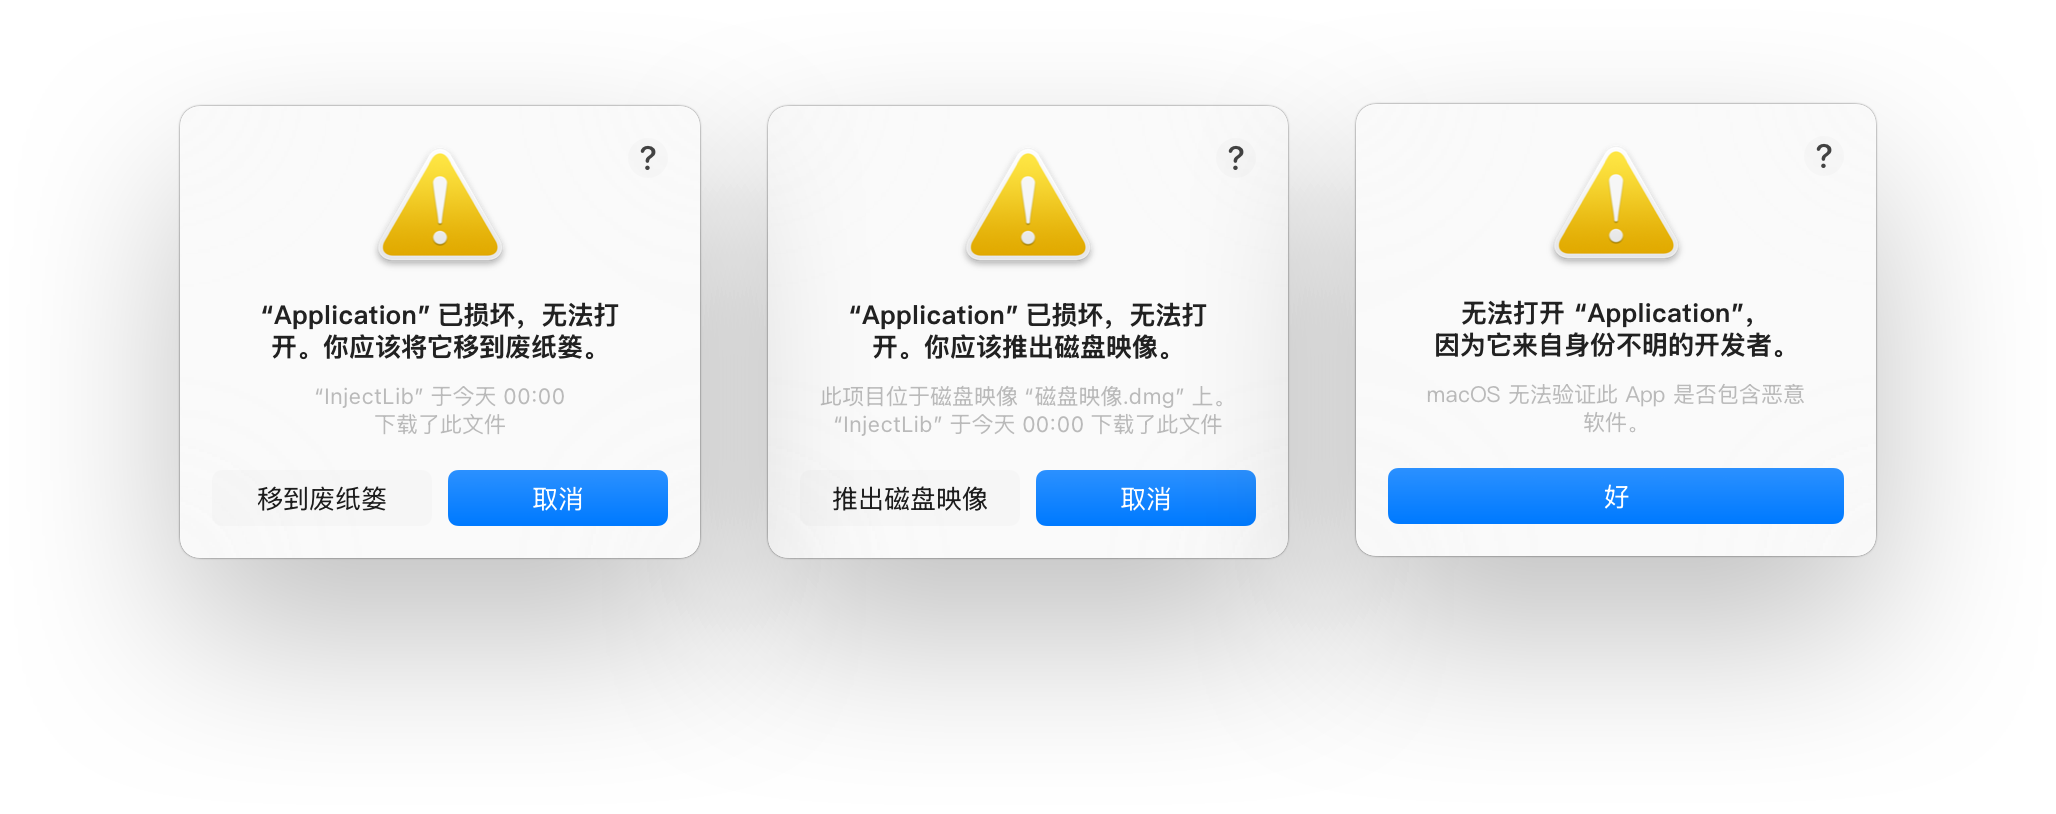 ?
“Application” 已损坏，无法打
开。你应该将它移到废纸篓。
“InjectLib” 于今天 00:00
下载了此文件
移到废纸篓
取消
?
“Application” 已损坏，无法打
开。你应该推出磁盘映像。
此项目位于磁盘映像 “磁盘映像.dmg” 上。
“InjectLib” 于今天 00:00 下载了此文件
推出磁盘映像
取消
?
无法打开 “Application”，
因为它来自身份不明的开发者。
macOS 无法验证此 App 是否包含恶意
软件。
好